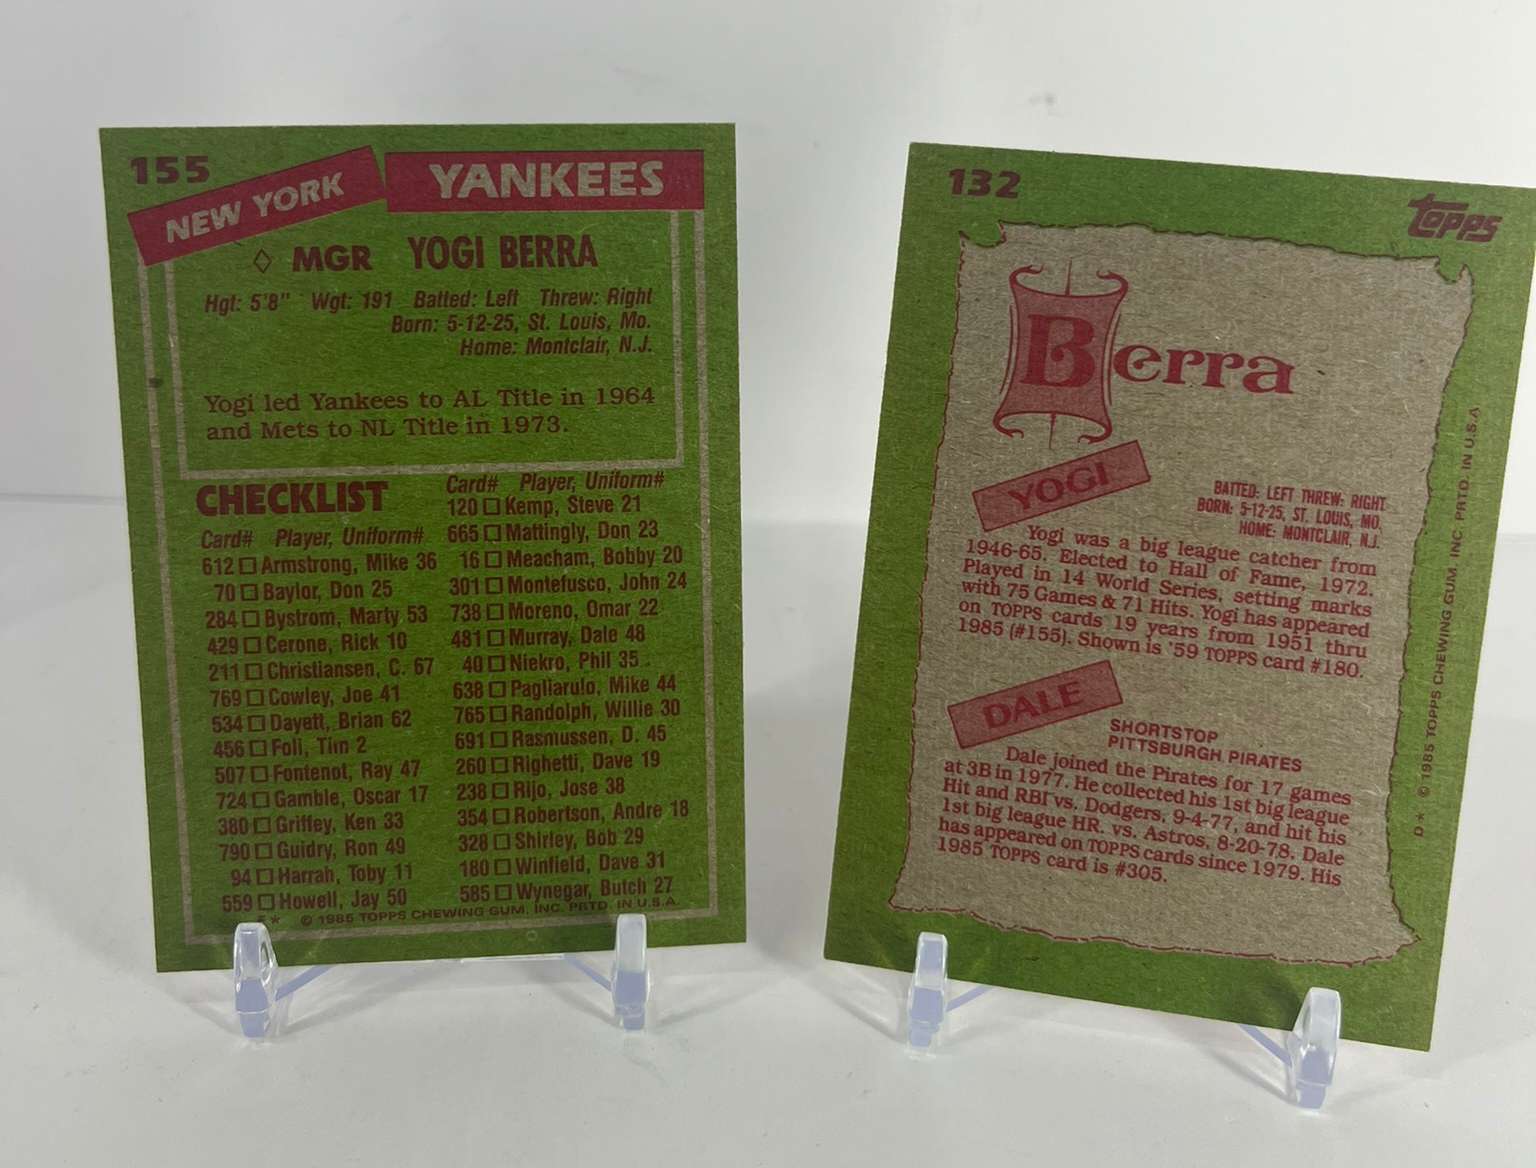 155
NEW YORK YANKEES
◇ MGR YOGI BERRA
Hgt: 5'8" Wgt: 191 Batted: Left Threw: Right
Born: 5-12-25, St. Louis, Mo.
Home: Montclair, N.J.
Yogi led Yankees to AL Title in 1964
and Mets to NL Title in 1973.
CHECKLIST
Card# Player, Uniform#
612 □ Armstrong, Mike 36
70 □ Baylor, Don 25
284 □ Bystrom, Marty 53
429 □ Cerone, Rick 10
211 □ Christiansen, C. 67
769 □ Cowley, Joe 41
534 □ Dayett, Brian 62
456 □ Foli, Tim 2
507 □ Fontenot, Ray 47
724 □ Gamble, Oscar 17
380 □ Griffey, Ken 33
790 □ Guidry, Ron 49
94 □ Harrah, Toby 11
559 □ Howell, Jay 50
Card# Player, Uniform#
120 □ Kemp, Steve 21
665 □ Mattingly, Don 23
16 □ Meacham, Bobby 20
301 □ Montefusco, John 24
738 □ Moreno, Omar 22
481 □ Murray, Dale 48
40 □ Niekro, Phil 35
638 □ Pagliarulo, Mike 44
765 □ Randolph, Willie 30
691 □ Rasmussen, D. 45
260 □ Righetti, Dave 19
238 □ Rijo, Jose 38
354 □ Robertson, Andre 18
328 □ Shirley, Bob 29
180 □ Winfield, Dave 31
585 □ Wynegar, Butch 27
E* © 1985 TOPPS CHEWING GUM, INC. PRTD. IN U.S.A.
132
topps
Berra
YOGI
BATTED: LEFT THREW: RIGHT
BORN: 5-12-25, ST. LOUIS, MO.
HOME: MONTCLAIR, N.J.
Yogi was a big league catcher from
1946-65. Elected to Hall of Fame, 1972.
Played in 14 World Series, setting marks
with 75 Games & 71 Hits. Yogi has appeared
on TOPPS cards 19 years from 1951 thru
1985 (#155). Shown is '59 TOPPS card #180.
DALE
SHORTSTOP
PITTSBURGH PIRATES
Dale joined the Pirates for 17 games
at 3B in 1977. He collected his 1st big league
Hit and RBI vs. Dodgers, 9-4-77, and hit his
1st big league HR. vs. Astros, 8-20-78. Dale
has appeared on TOPPS cards since 1979. His
1985 TOPPS card is #305.
D* © 1985 TOPPS CHEWING GUM, INC PRTD. IN U.S.A